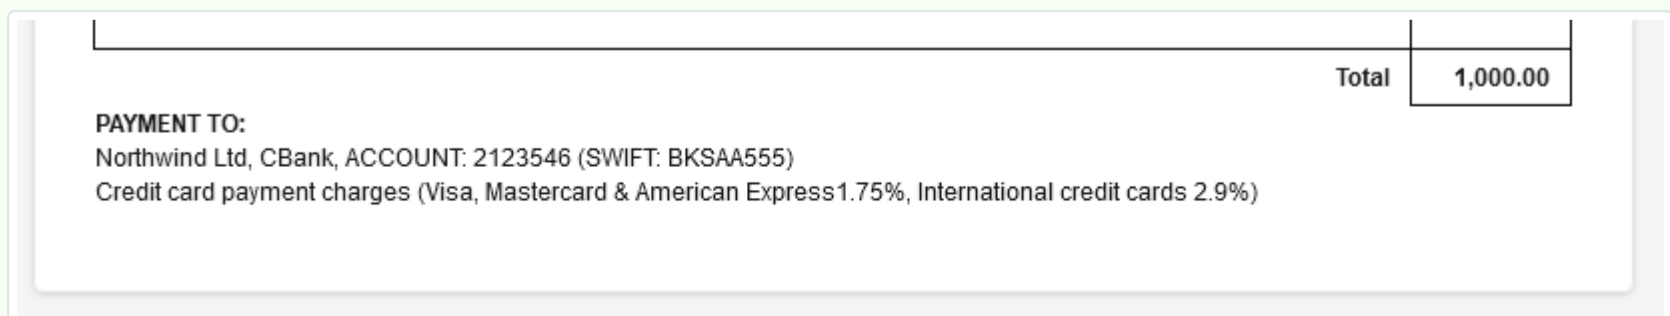 Total 1,000.00
PAYMENT TO:
Northwind Ltd, CBank, ACCOUNT: 2123546 (SWIFT: BKSAA555)
Credit card payment charges (Visa, Mastercard & American Express1.75%, International credit cards 2.9%)